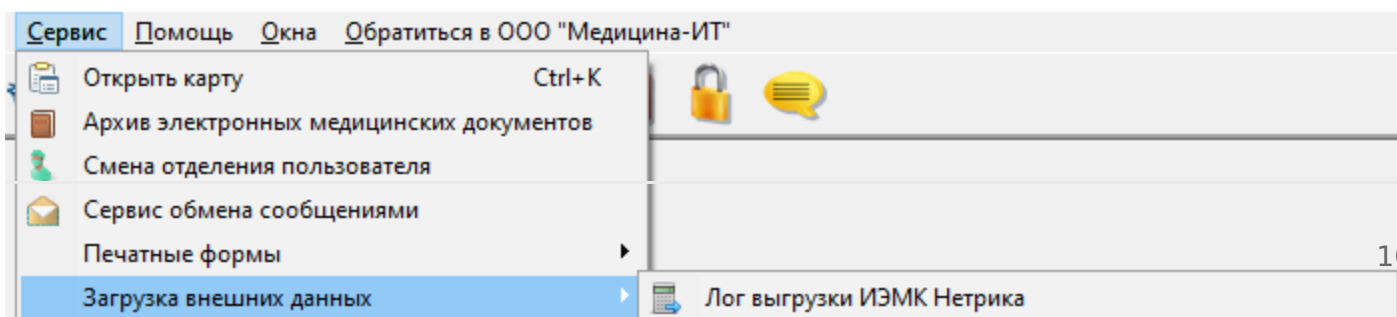 Сервис Помощь Окна Обратиться в ООО "Медицина-ИТ"
Открыть карту Ctrl+K
Архив электронных медицинских документов
Смена отделения пользователя
Сервис обмена сообщениями
Печатные формы
Загрузка внешних данных Лог выгрузки ИЭМК Нетрика